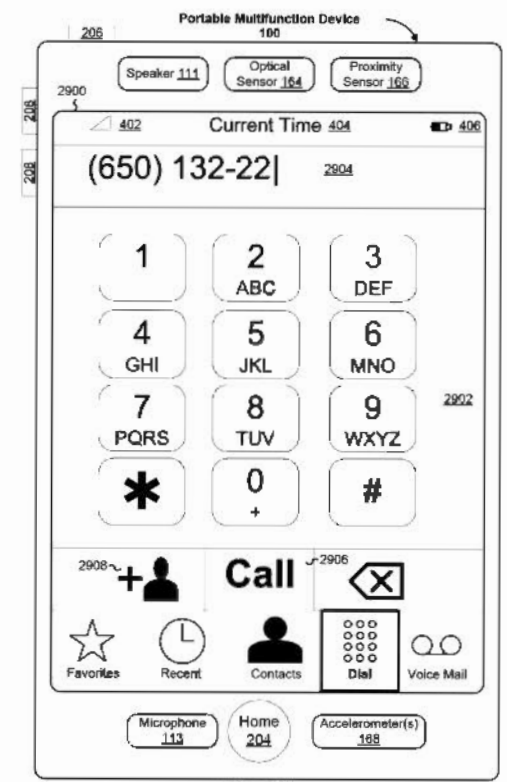 Portable Multifunction Device
100
206
Speaker 111
Optical
Sensor 164
Proximity
Sensor 166
2900
208
402
Current Time 404
406
208
(650) 132-22|
2904
1
2
ABC
3
DEF
4
GHI
5
JKL
6
MNO
7
PQRS
8
TUV
9
WXYZ
2902
*
0
+
#
2908
+
Call
2906
Favorites
Recent
Contacts
Dial
Voice Mail
Microphone
113
Home
204
Accelerometer(s)
168